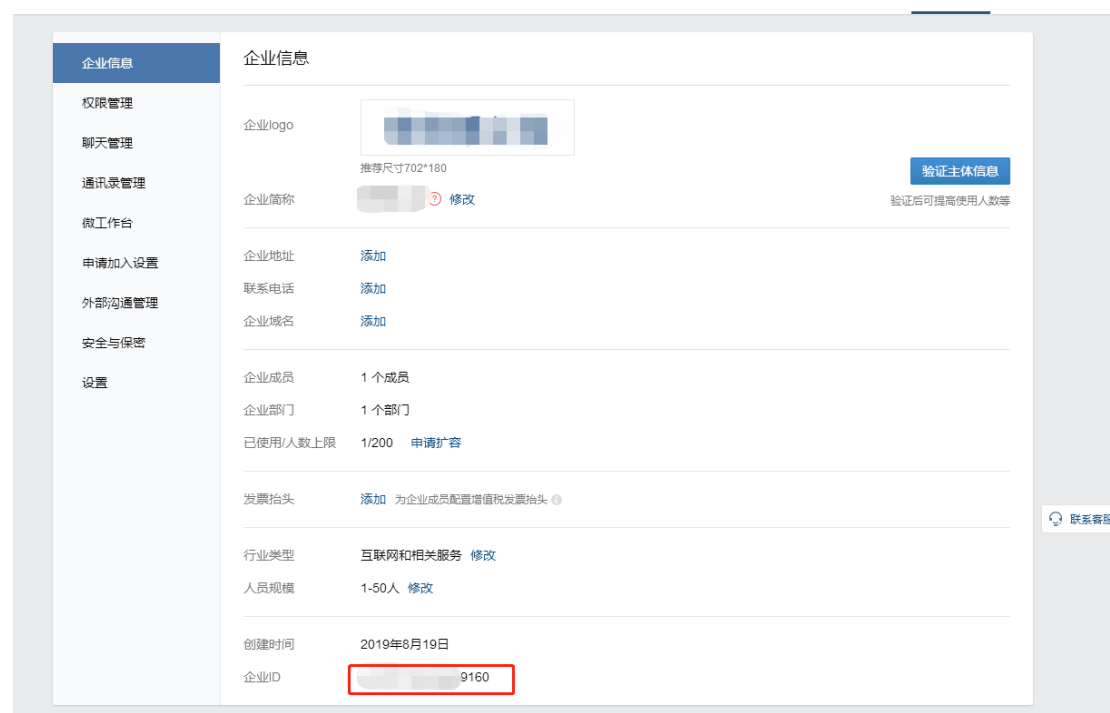 企业信息
权限管理
聊天管理
通讯录管理
微工作台
申请加入设置
外部沟通管理
安全与保密
设置
企业信息
企业logo
推荐尺寸702*180
验证主体信息
验证后可提高使用人数等
企业简称 ? 修改
企业地址 添加
联系电话 添加
企业域名 添加
企业成员 1 个成员
企业部门 1 个部门
已使用/人数上限 1/200 申请扩容
发票抬头 添加 为企业成员配置增值税发票抬头
行业类型 互联网和相关服务 修改
人员规模 1-50人 修改
创建时间 2019年8月19日
企业ID 9160
联系客服